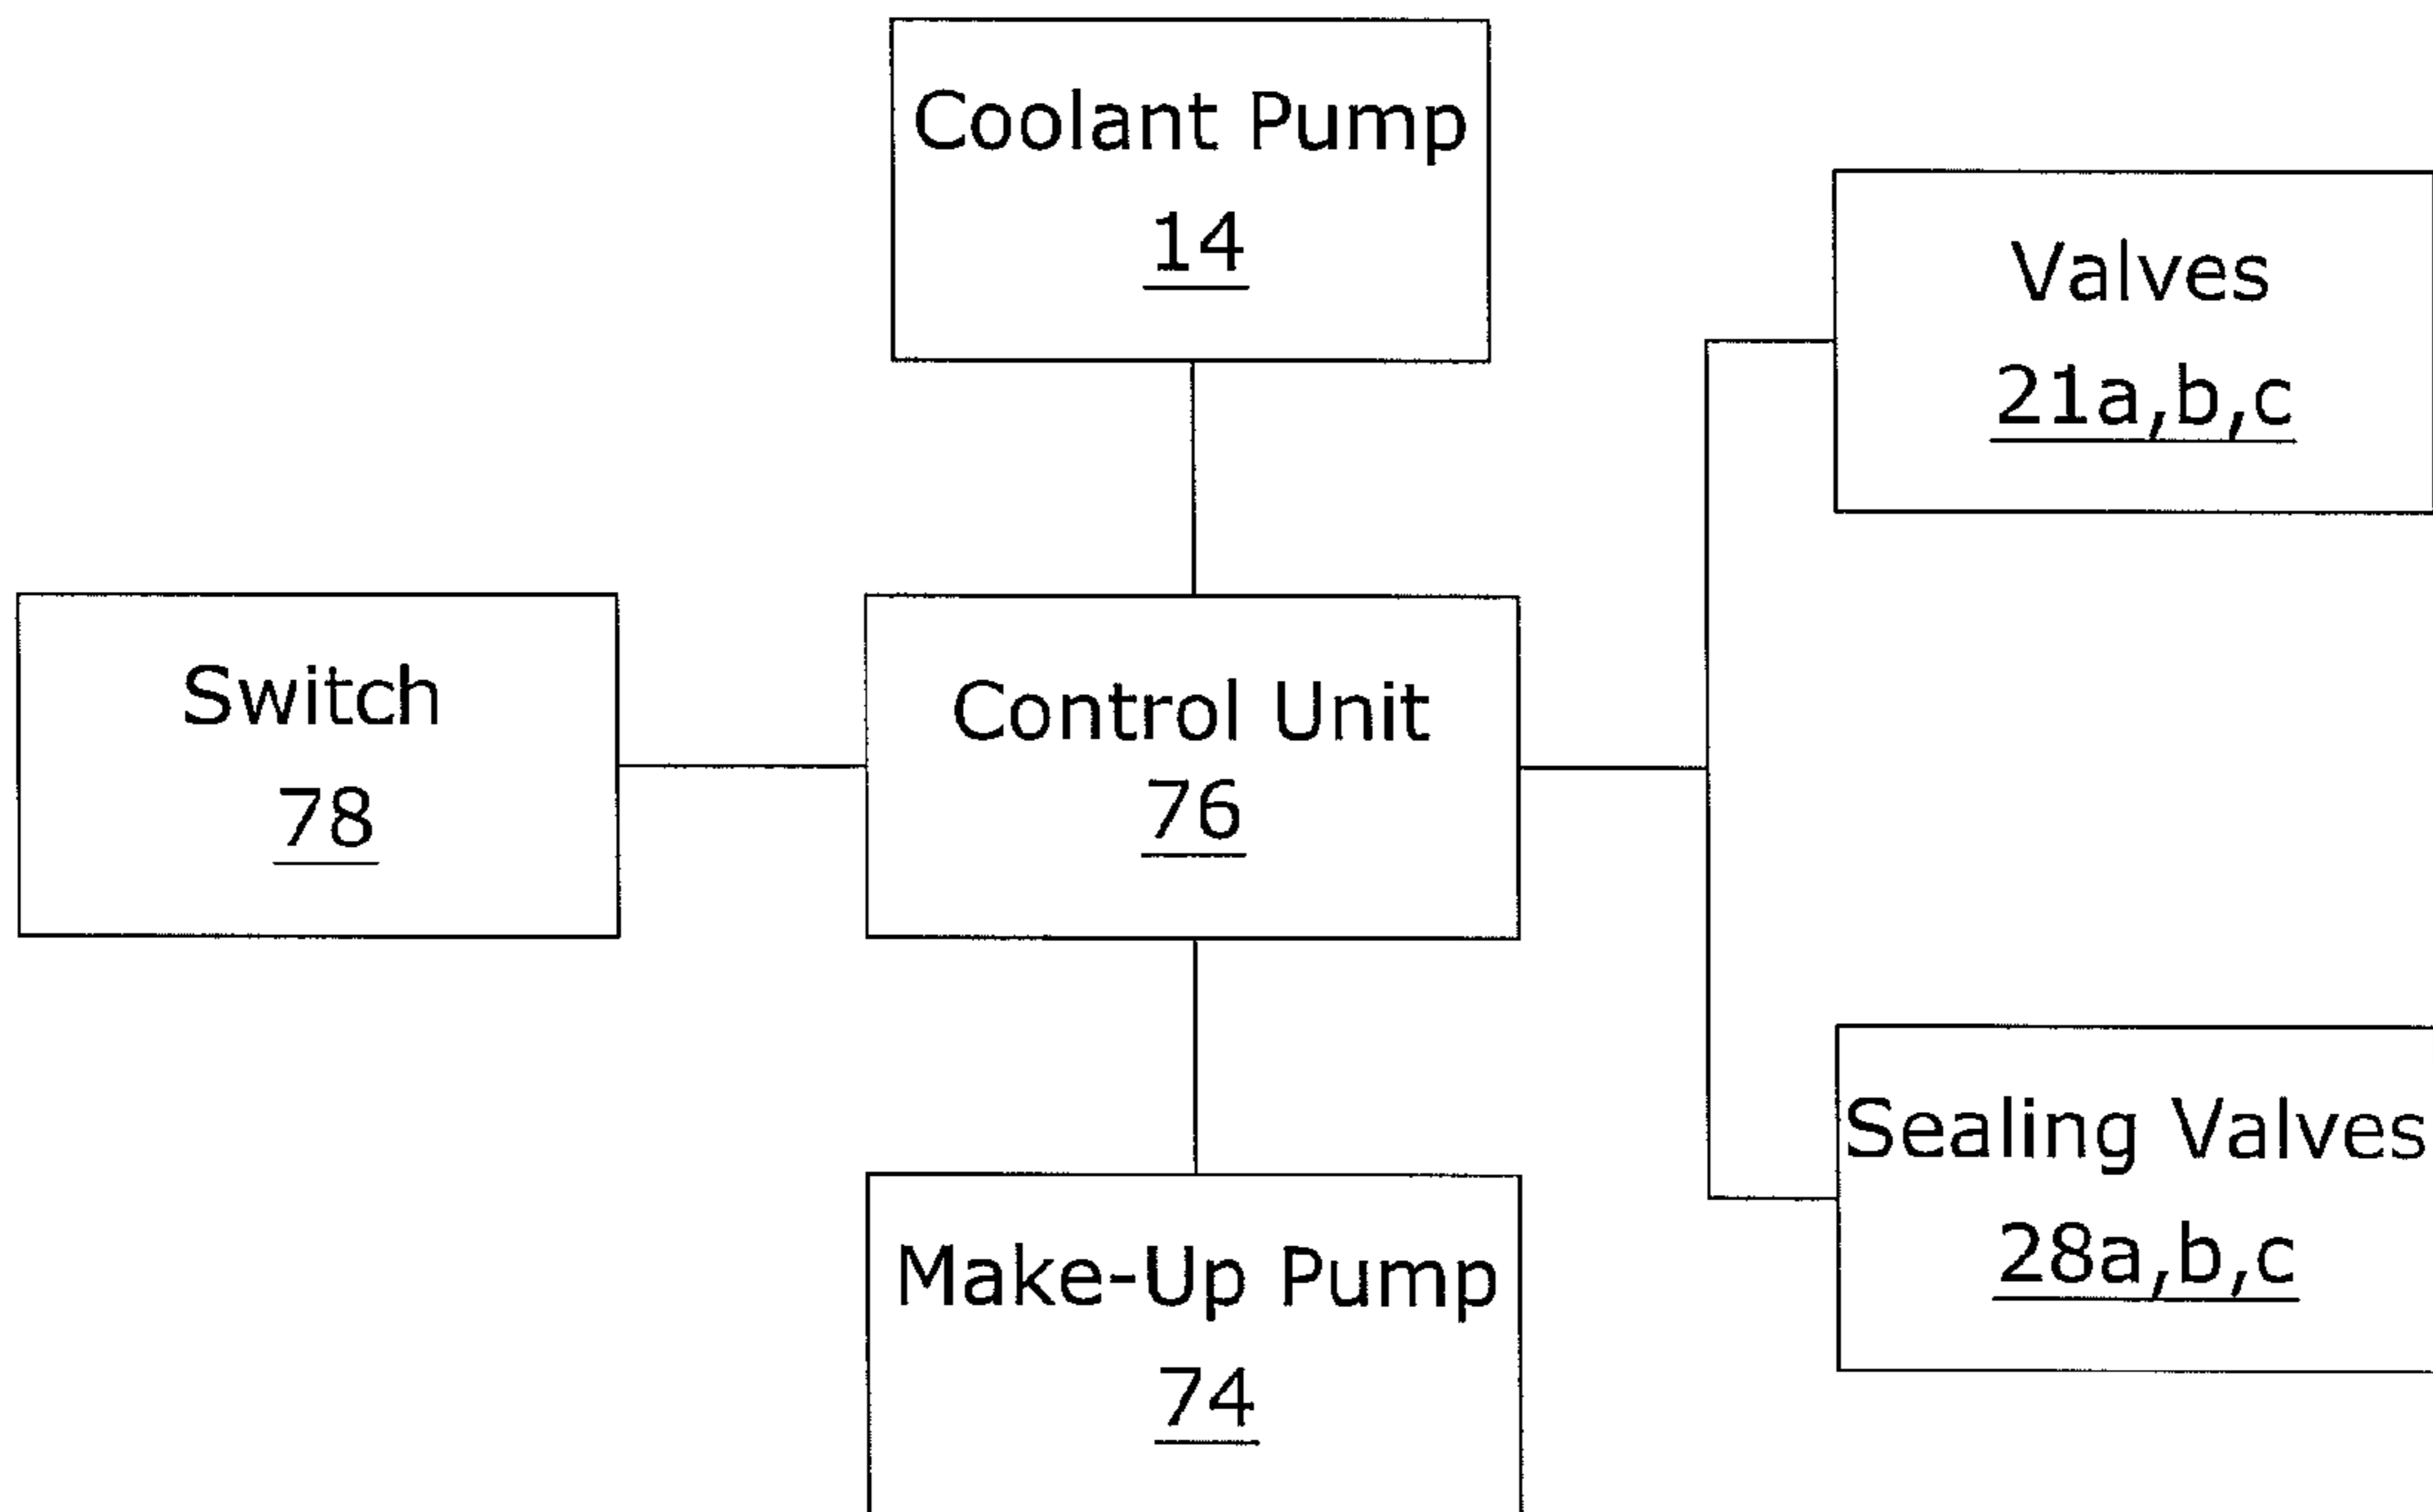 Coolant Pump
14
Valves
21a,b,c
Switch
78
Control Unit
76
Sealing Valves
28a,b,c
Make-Up Pump
74